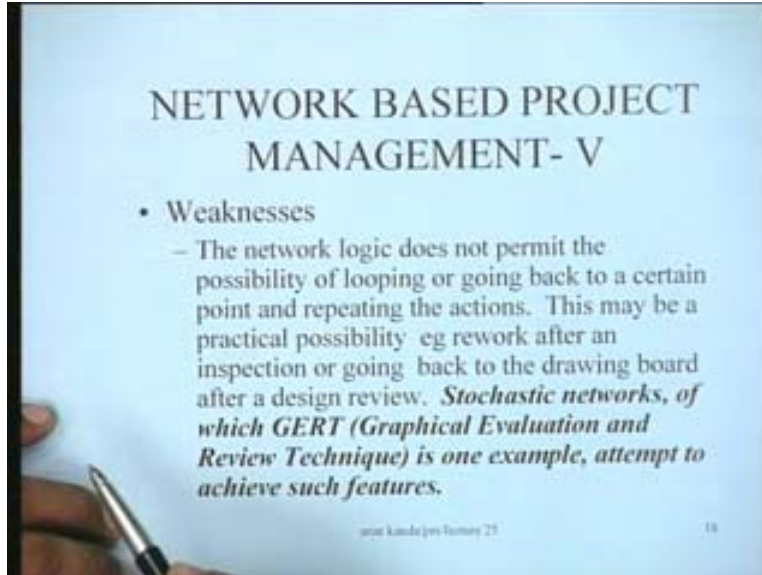 NETWORK BASED PROJECT
MANAGEMENT- V
• Weaknesses
– The network logic does not permit the
possibility of looping or going back to a certain
point and repeating the actions. This may be a
practical possibility eg rework after an
inspection or going back to the drawing board
after a design review. Stochastic networks, of
which GERT (Graphical Evaluation and
Review Technique) is one example, attempt to
achieve such features.
lecture 25